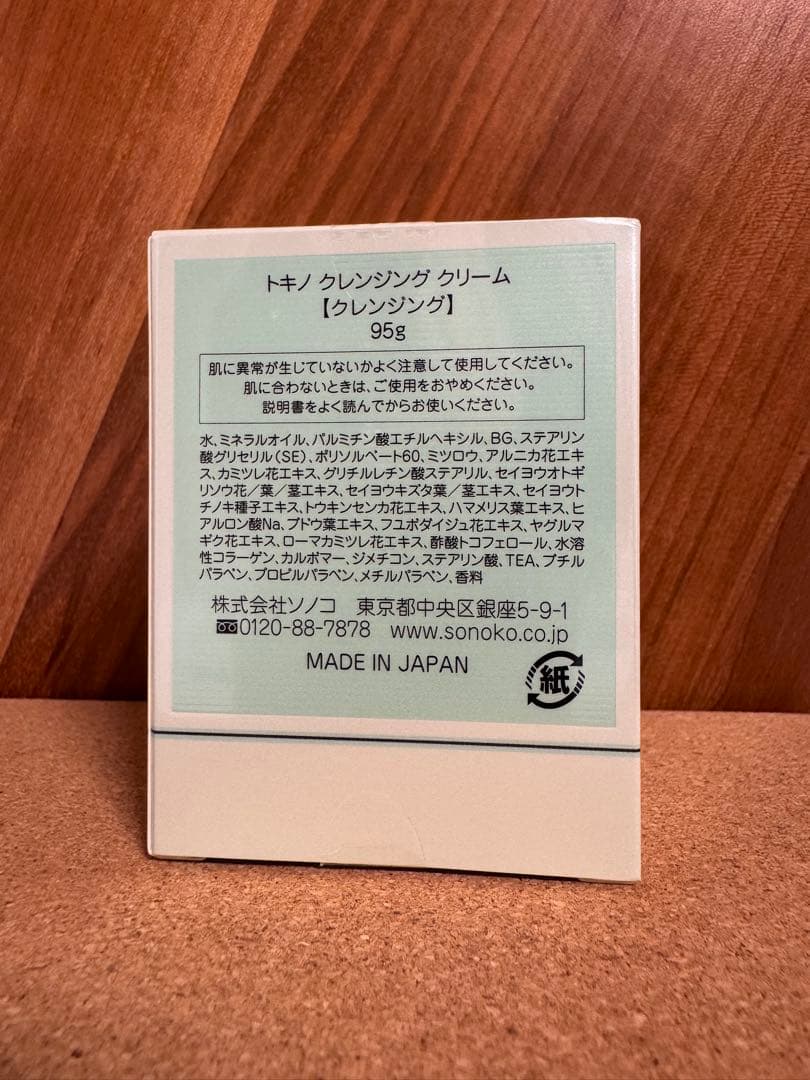 トキノ クレンジング クリーム
【クレンジング】
95g
肌に異常が生じていないかよく注意して使用してください。
肌に合わないときは、ご使用をおやめください。
説明書をよく読んでからお使いください。
水、ミネラルオイル、パルミチン酸エチルヘキシル、BG、ステアリン
酸グリセリル（SE）、ポリソルベート60、ミツロウ、アルニカ花エキ
ス、カミツレ花エキス、グリチルレチン酸ステアリル、セイヨウオトギ
リソウ花／葉／茎エキス、セイヨウキズタ葉／茎エキス、セイヨウト
チノキ種子エキス、トウキンセンカ花エキス、ハマメリス葉エキス、ヒ
アルロン酸Na、ブドウ葉エキス、フユボダイジュ花エキス、ヤグルマ
ギク花エキス、ローマカミツレ花エキス、酢酸トコフェロール、水溶
性コラーゲン、カルボマー、ジメチコン、ステアリン酸、TEA、ブチル
パラベン、プロピルパラベン、メチルパラベン、香料
株式会社ソノコ　東京都中央区銀座5-9-1
0120-88-7878　www.sonoko.co.jp
MADE IN JAPAN
紙